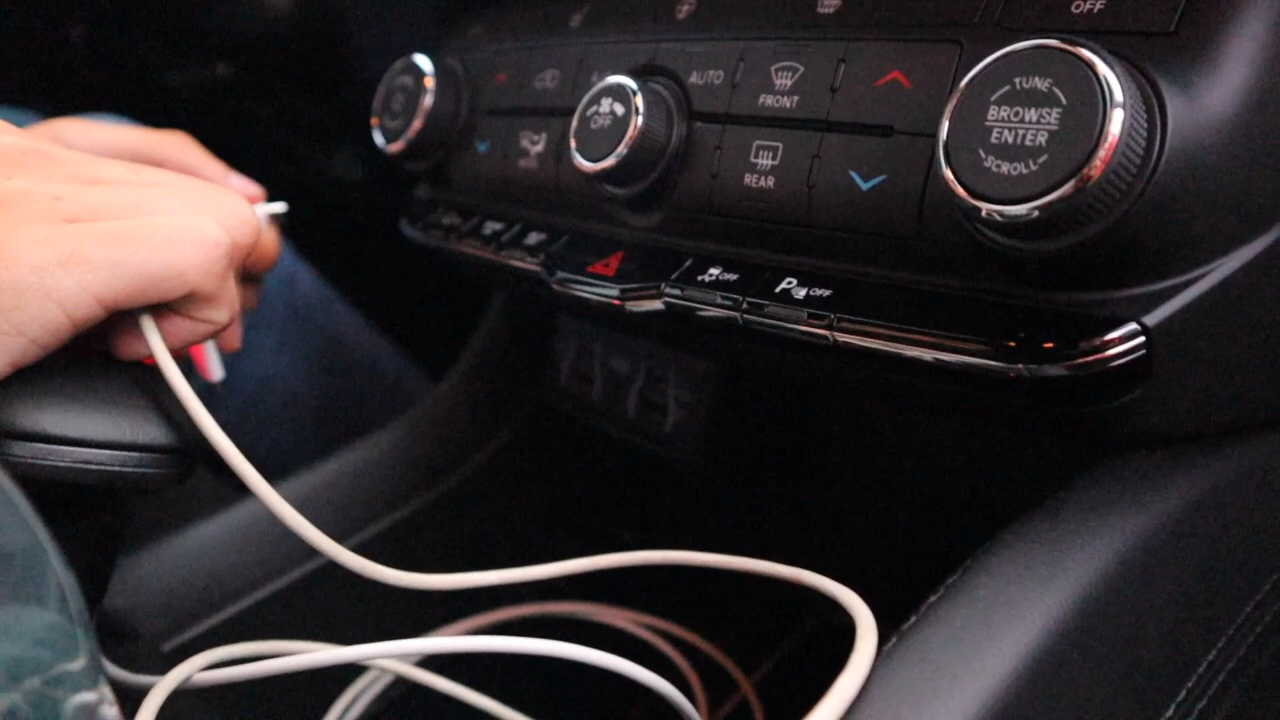 OFF
AUTO
FRONT
OFF
REAR
TUNE
BROWSE
ENTER
SCROLL
OFF
P OFF